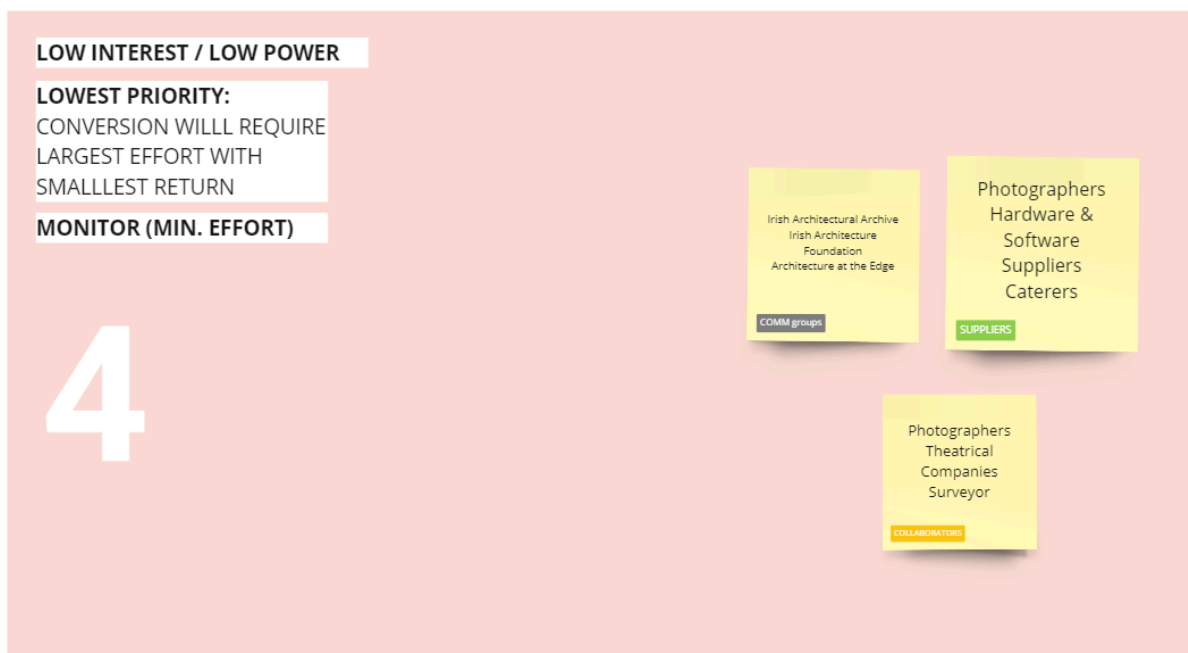 LOW INTEREST / LOW POWER
LOWEST PRIORITY:
CONVERSION WILLL REQUIRE
LARGEST EFFORT WITH
SMALLLEST RETURN
MONITOR (MIN. EFFORT)
4
Irish Architectural Archive
Irish Architecture
Foundation
Architecture at the Edge
COMM groups
Photographers
Hardware &
Software
Suppliers
Caterers
SUPPLIERS
Photographers
Theatrical
Companies
Surveyor
COLLABORATORS